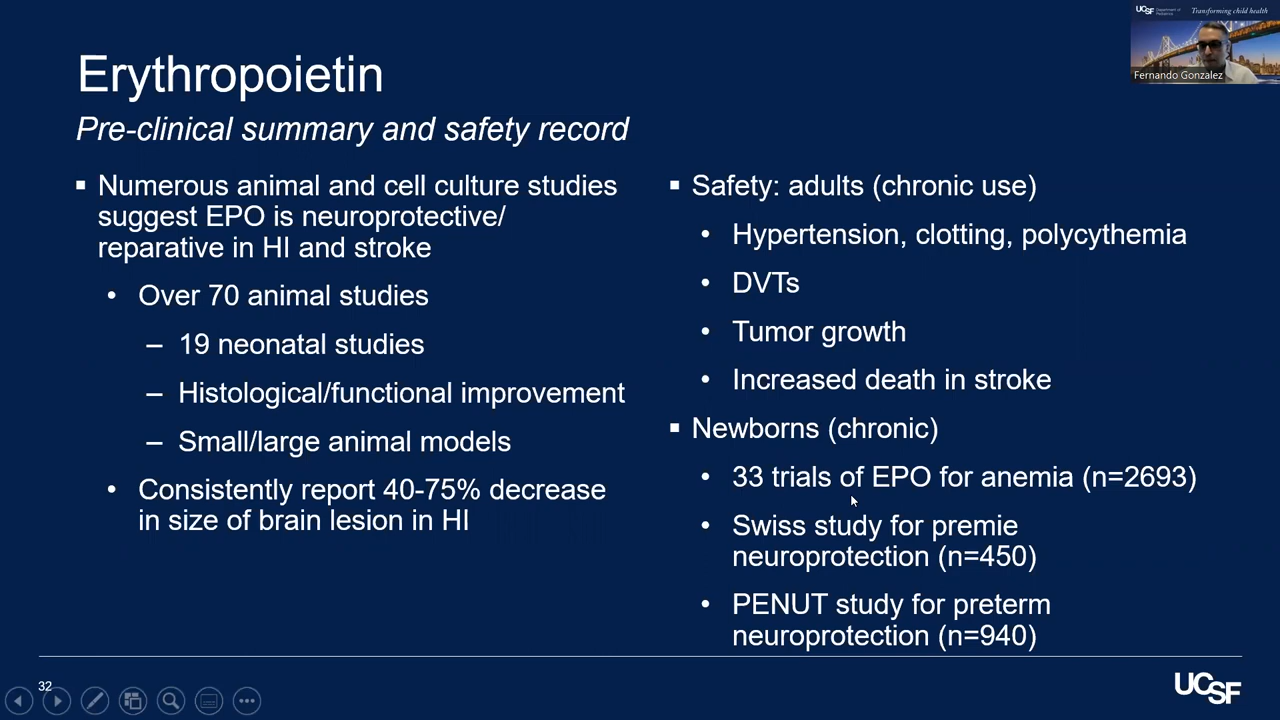 UCSF Department of Pediatrics Transforming child health
Fernando Gonzalez
Erythropoietin
Pre-clinical summary and safety record
▪ Numerous animal and cell culture studies
suggest EPO is neuroprotective/
reparative in HI and stroke
• Over 70 animal studies
– 19 neonatal studies
– Histological/functional improvement
– Small/large animal models
• Consistently report 40-75% decrease
in size of brain lesion in HI
▪ Safety: adults (chronic use)
• Hypertension, clotting, polycythemia
• DVTs
• Tumor growth
• Increased death in stroke
▪ Newborns (chronic)
• 33 trials of EPO for anemia (n=2693)
• Swiss study for premie
neuroprotection (n=450)
• PENUT study for preterm
neuroprotection (n=940)
32
UCSF